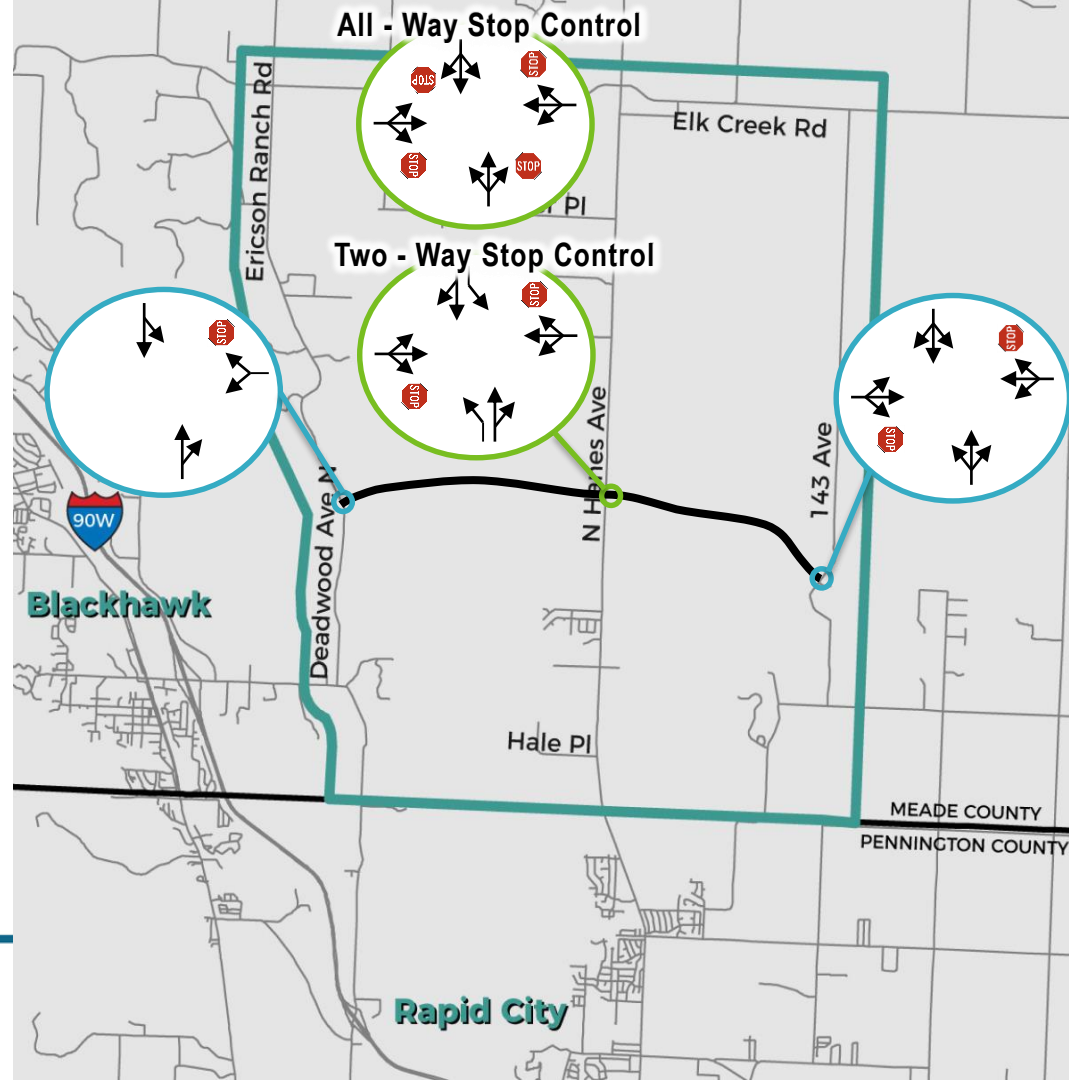 All - Way Stop Control
STOP
STOP
STOP
STOP
Elk Creek Rd
Ericson Ranch Rd
Pl
Two - Way Stop Control
STOP
STOP
STOP
STOP
STOP
N Haines Ave
143 Ave
Deadwood Ave N
90W
Blackhawk
Hale Pl
MEADE COUNTY
PENNINGTON COUNTY
Rapid City